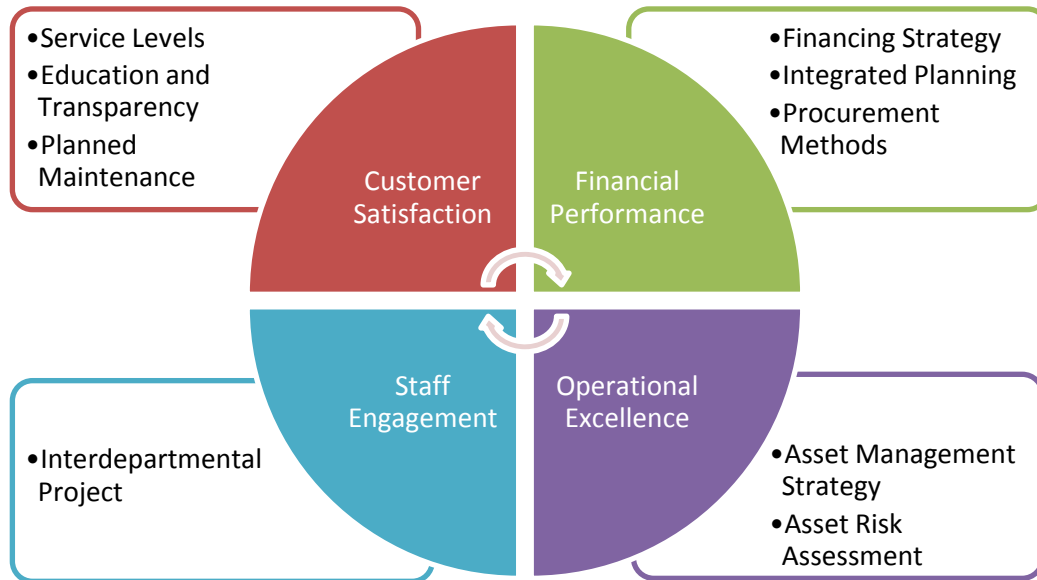 •Service Levels
•Education and
Transparency
•Planned
Maintenance
Customer
Satisfaction
•Financing Strategy
•Integrated Planning
•Procurement
Methods
Financial
Performance
•Interdepartmental
Project
Staff
Engagement
Operational
Excellence
•Asset Management
Strategy
•Asset Risk
Assessment